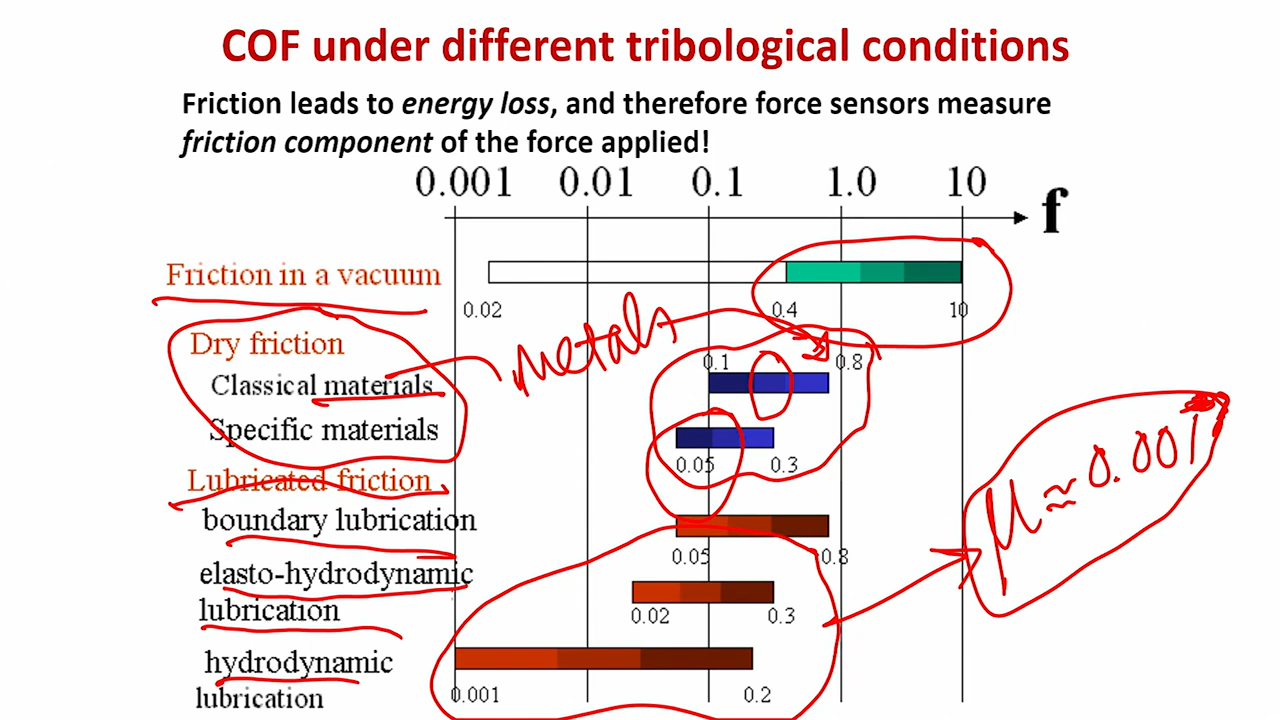 COF under different tribological conditions
Friction leads to energy loss, and therefore force sensors measure
friction component of the force applied!
0.001 0.01 0.1 1.0 10
f
Friction in a vacuum
0.02 0.4 10
metals
Dry friction
0.1 0.8
Classical materials
Specific materials
0.05 0.3
μ ≈ 0.001
Lubricated friction
boundary lubrication
0.05 0.8
elasto-hydrodynamic
lubrication
0.02 0.3
hydrodynamic
lubrication
0.001 0.2